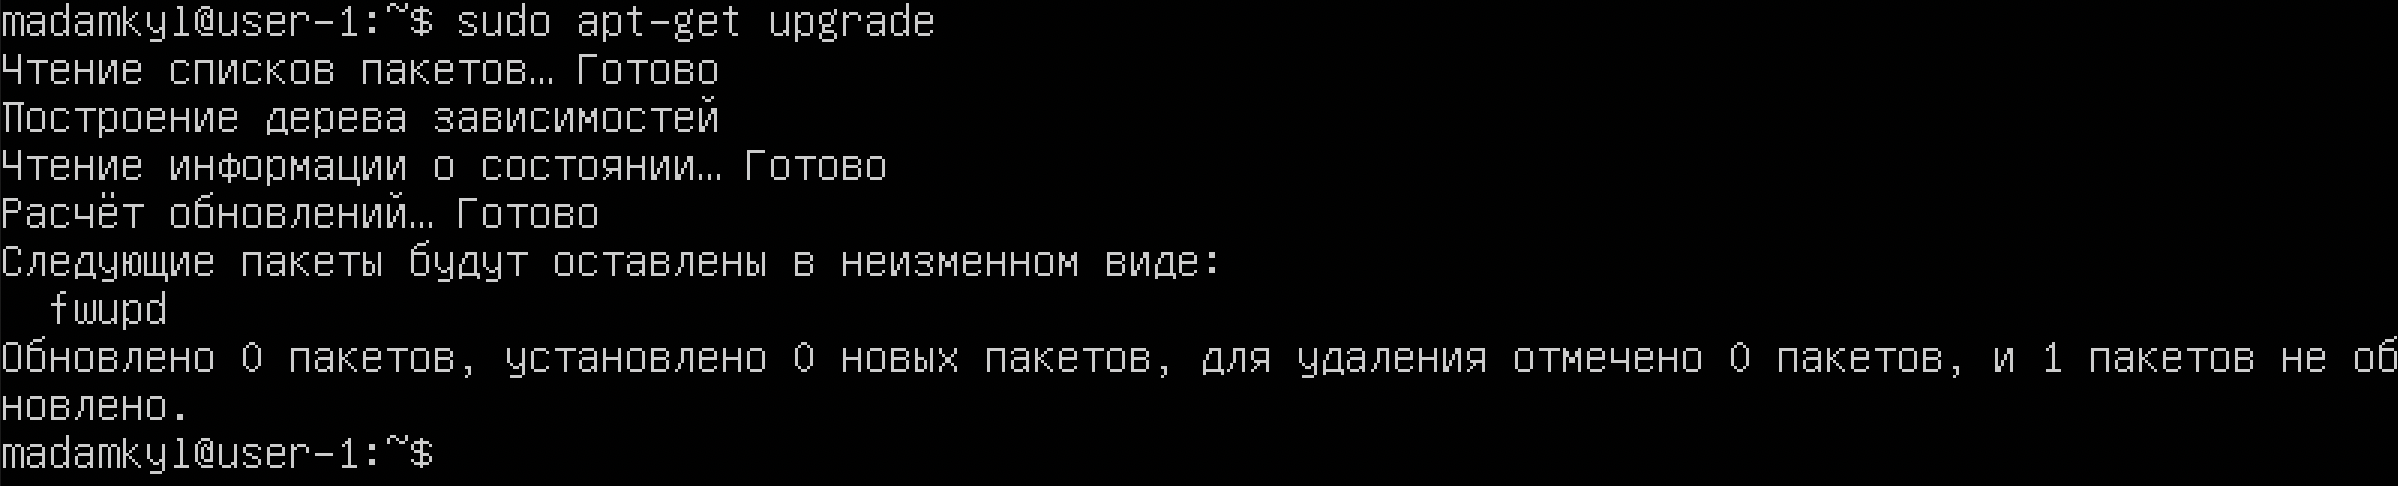 madamkyl@user-1:~$ sudo apt-get upgrade
Чтение списков пакетов… Готово
Построение дерева зависимостей
Чтение информации о состоянии… Готово
Расчёт обновлений… Готово
Следующие пакеты будут оставлены в неизменном виде:
  fwupd
Обновлено 0 пакетов, установлено 0 новых пакетов, для удаления отмечено 0 пакетов, и 1 пакетов не об
новлено.
madamkyl@user-1:~$